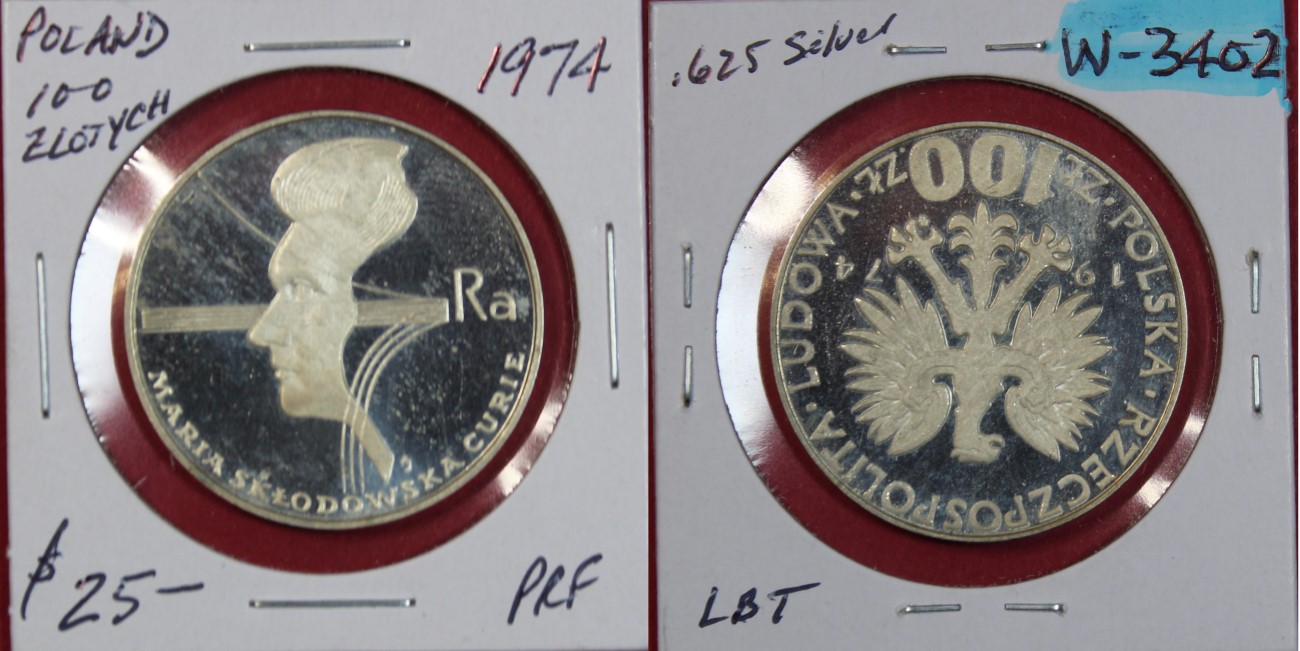 POLAND
100
ZLOTYCH
1974
Ra
MARIA SKŁODOWSKA CURIE
$25-
PRF
.625 Silver
W-3402
ZŁ 100 ZŁ
1974
POLSKA · RZECZPOSPOLITA · LUDOWA ·
LBT